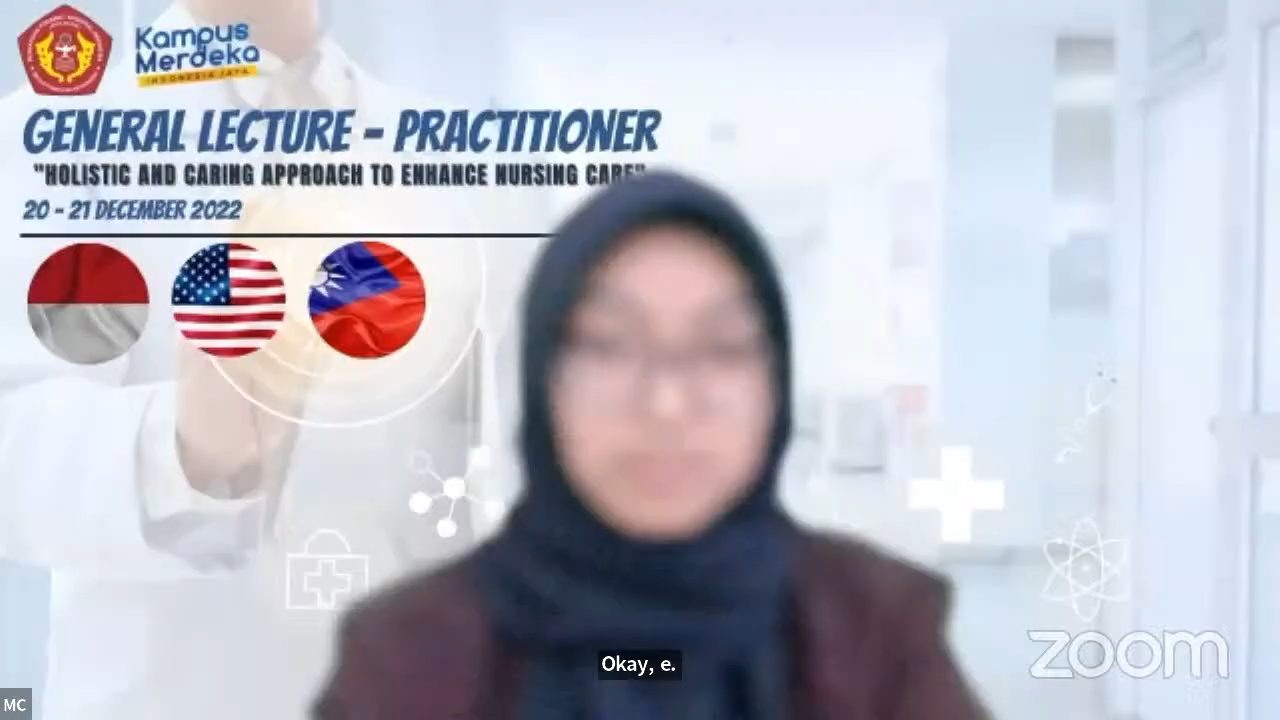 Kampus
Merdeka
INDONESIA JAYA
GENERAL LECTURE - PRACTITIONER
"HOLISTIC AND CARING APPROACH TO ENHANCE NURSING CARE"
20 - 21 DECEMBER 2022
zoom
Okay, e.
MC